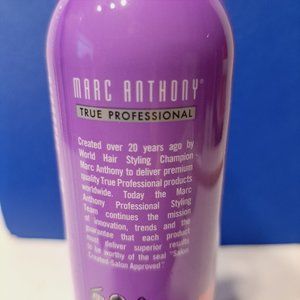 MARC ANTHONY®
TRUE PROFESSIONAL
Created over 20 years ago by
World Hair Styling Champion
Marc Anthony to deliver premium
quality True Professional products
worldwide. Today the Marc
Anthony Professional Styling
Team continues the mission
of innovation, trends and the
guarantee that each product
must deliver superior results
to be worthy of the seal "Salon
Created-Salon Approved"